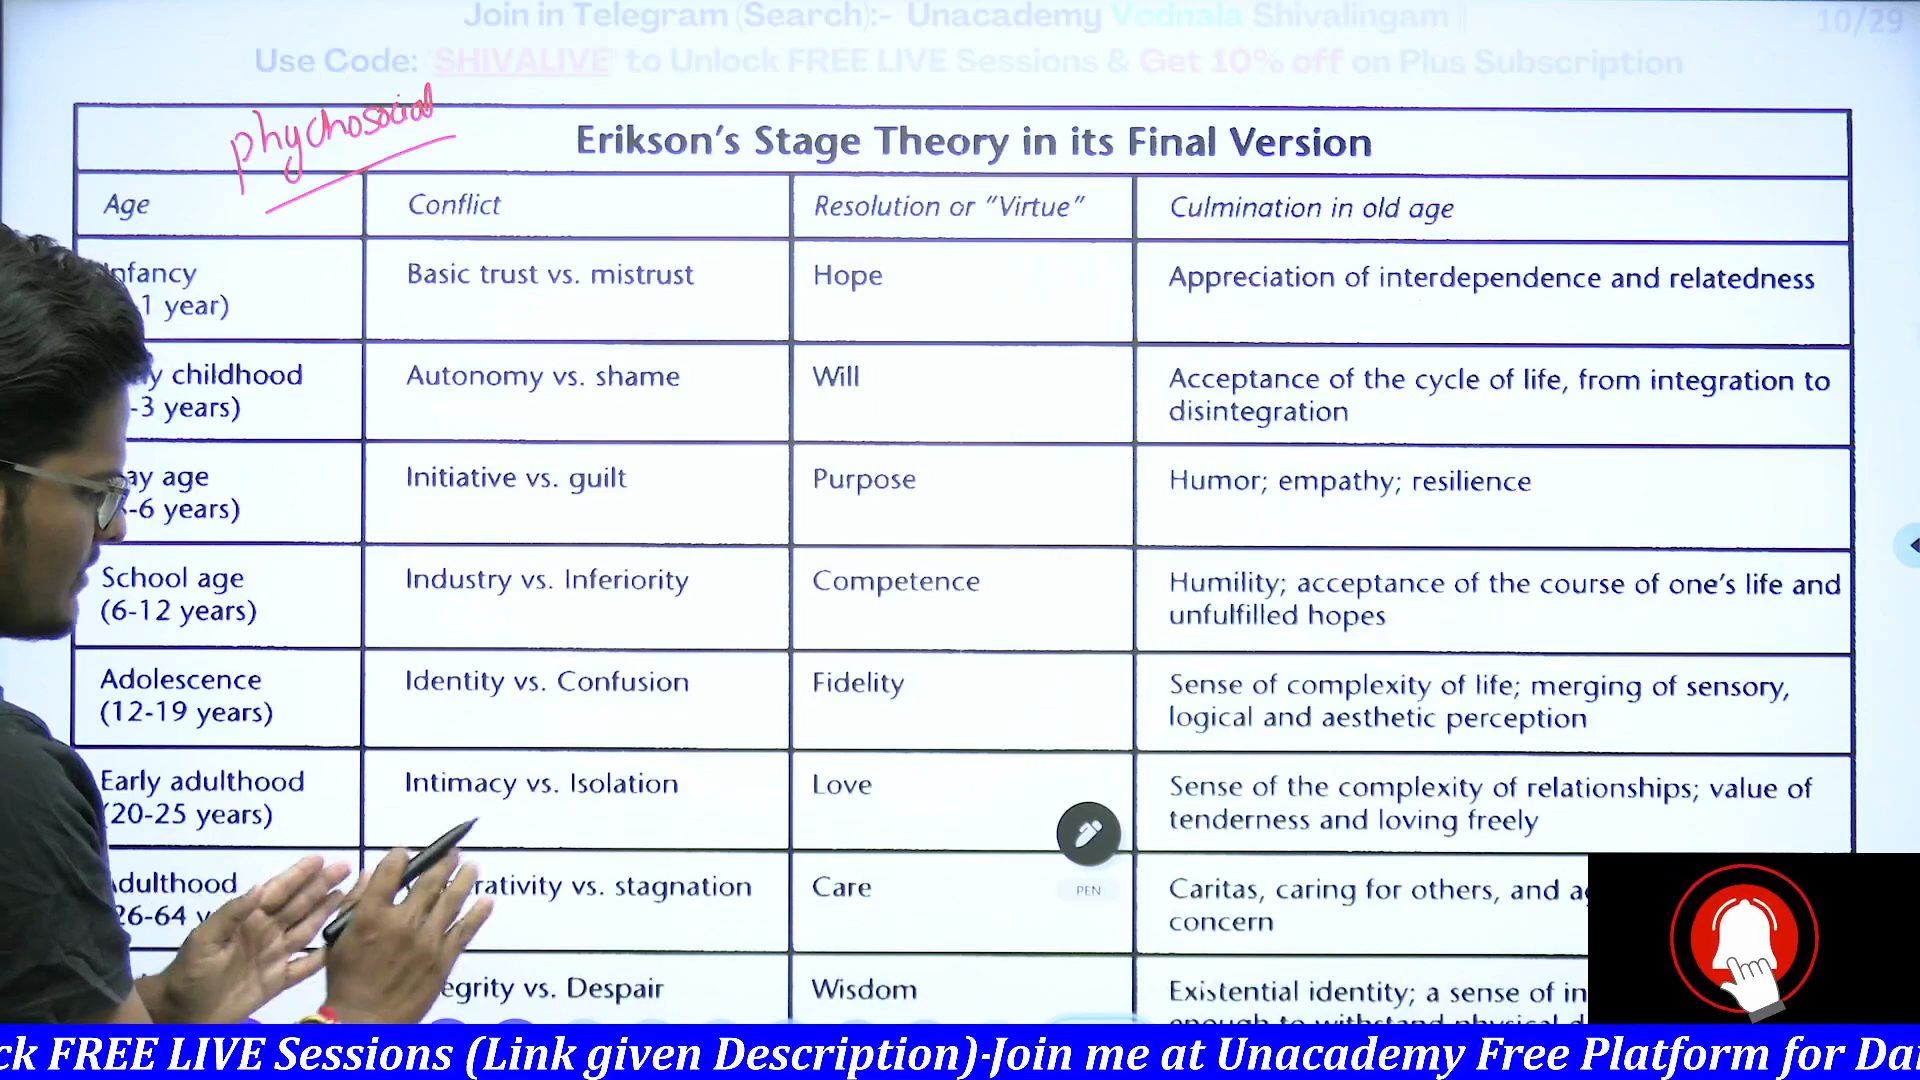 Join in Telegram (Search):- Unacademy Vodnala Shivalingam ||
10/29
Use Code: 'SHIVALIVE' to Unlock FREE LIVE Sessions & Get 10% off on Plus Subscription
phychosocial
Erikson's Stage Theory in its Final Version
Age Conflict Resolution or "Virtue" Culmination in old age
nfancy Basic trust vs. mistrust Hope Appreciation of interdependence and relatedness
1 year)
y childhood Autonomy vs. shame Will Acceptance of the cycle of life, from integration to
-3 years) disintegration
ay age Initiative vs. guilt Purpose Humor; empathy; resilience
-6 years)
School age Industry vs. Inferiority Competence Humility; acceptance of the course of one's life and
(6-12 years) unfulfilled hopes
Adolescence Identity vs. Confusion Fidelity Sense of complexity of life; merging of sensory,
(12-19 years) logical and aesthetic perception
Early adulthood Intimacy vs. Isolation Love Sense of the complexity of relationships; value of
(20-25 years) tenderness and loving freely
dulthood rativity vs. stagnation Care Caritas, caring for others, and a
26-64 y concern
PEN
egrity vs. Despair Wisdom Existential identity; a sense of in
enough to withstand physical d
ck FREE LIVE Sessions (Link given Description)-Join me at Unacademy Free Platform for Da